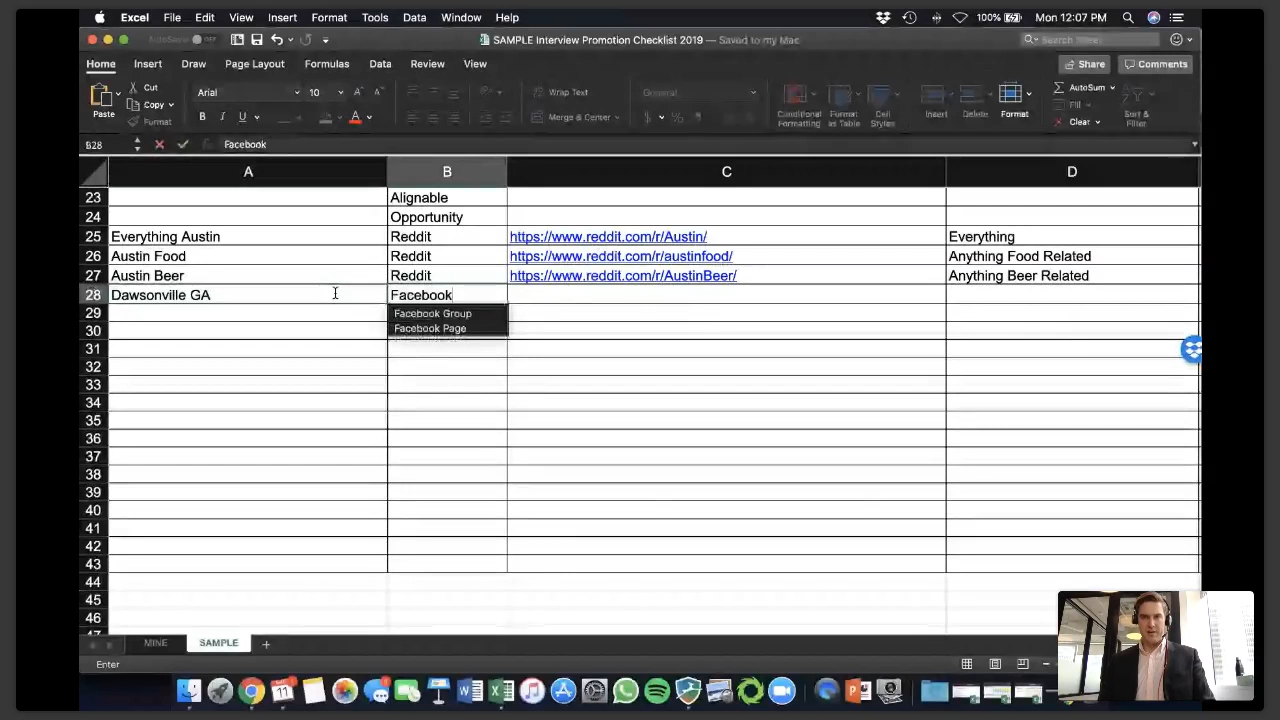 Excel File Edit View Insert Format Tools Data Window Help 100% Mon 12:07 PM
AutoSave OFF SAMPLE Interview Promotion Checklist 2019 — Saved to my Mac Search Sheet
Home Insert Draw Page Layout Formulas Data Review View Share Comments
Paste Cut Copy Format Arial 10 Wrap Text General AutoSum
B I U A Merge & Center $ % Conditional Formatting Format as Table Cell Styles Insert Delete Format Fill Clear Sort & Filter
B28 Facebook
A B C D
23 Alignable
24 Opportunity
25 Everything Austin Reddit https://www.reddit.com/r/Austin/ Everything
26 Austin Food Reddit https://www.reddit.com/r/austinfood/ Anything Food Related
27 Austin Beer Reddit https://www.reddit.com/r/AustinBeer/ Anything Beer Related
28 Dawsonville GA Facebook
29 Facebook Group
30 Facebook Page
31
32
33
34
35
36
37
38
39
40
41
42
43
44
45
46
47
MINE SAMPLE +
Enter